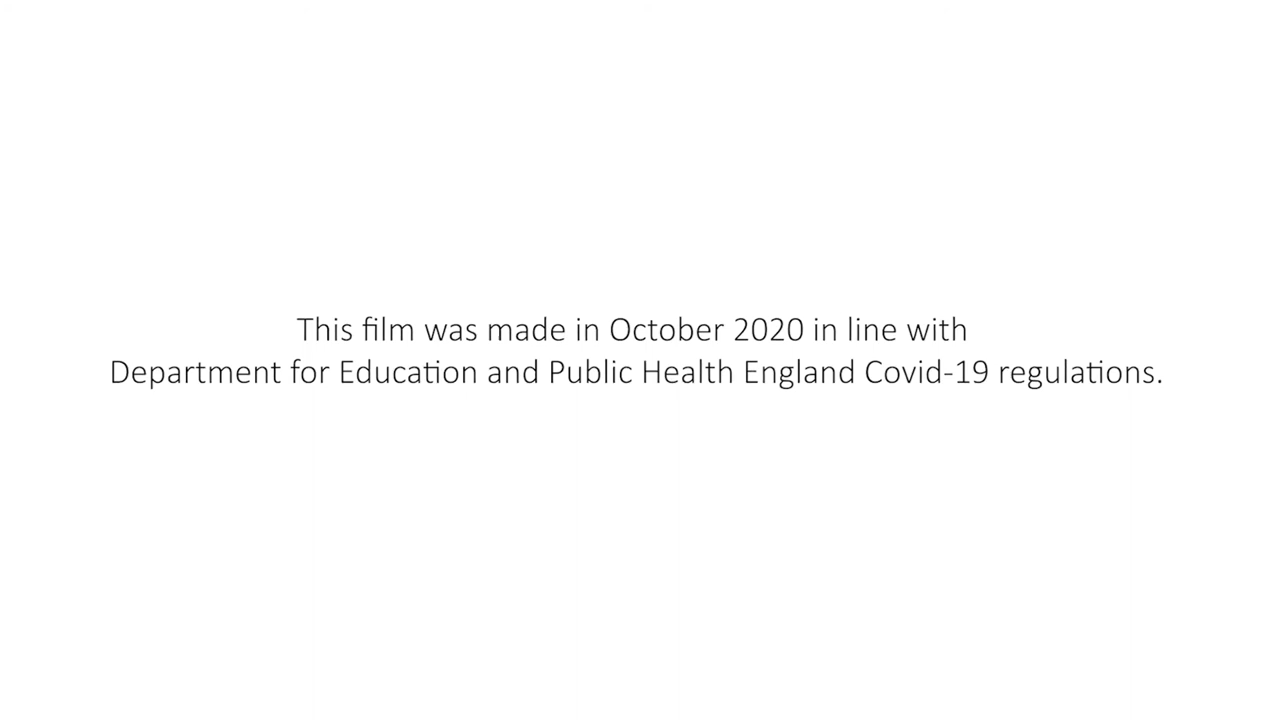 This film was made in October 2020 in line with
Department for Education and Public Health England Covid-19 regulations.